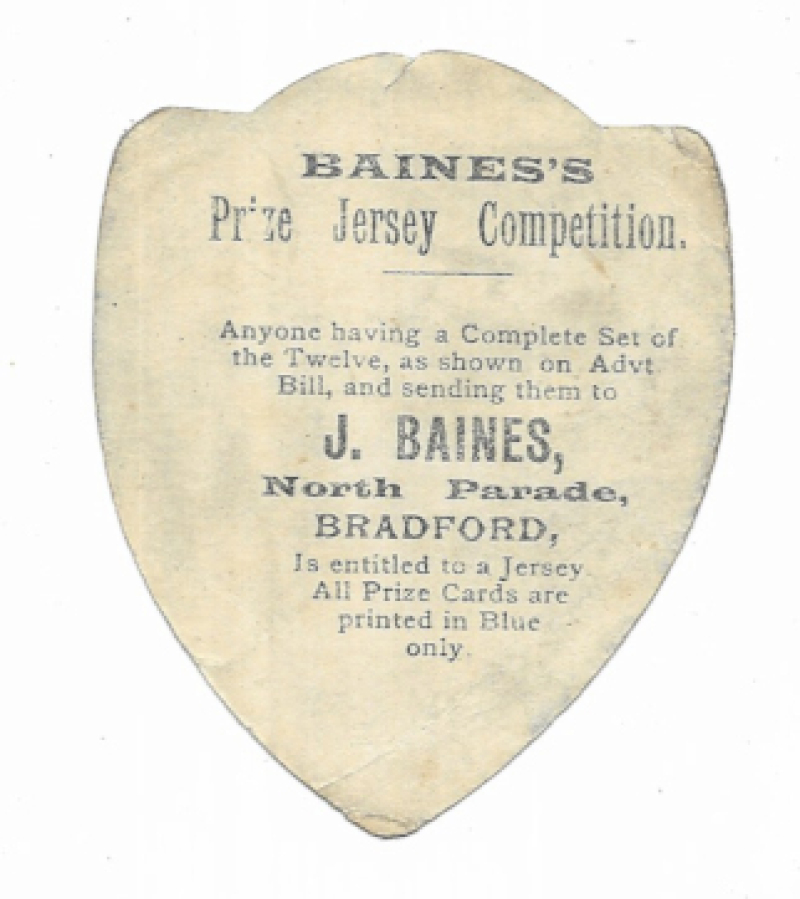 BAINES'S
Prize Jersey Competition.
Anyone having a Complete Set of
the Twelve, as shown on Advt.
Bill, and sending them to
J. BAINES,
North Parade,
BRADFORD,
Is entitled to a Jersey.
All Prize Cards are
printed in Blue
only.